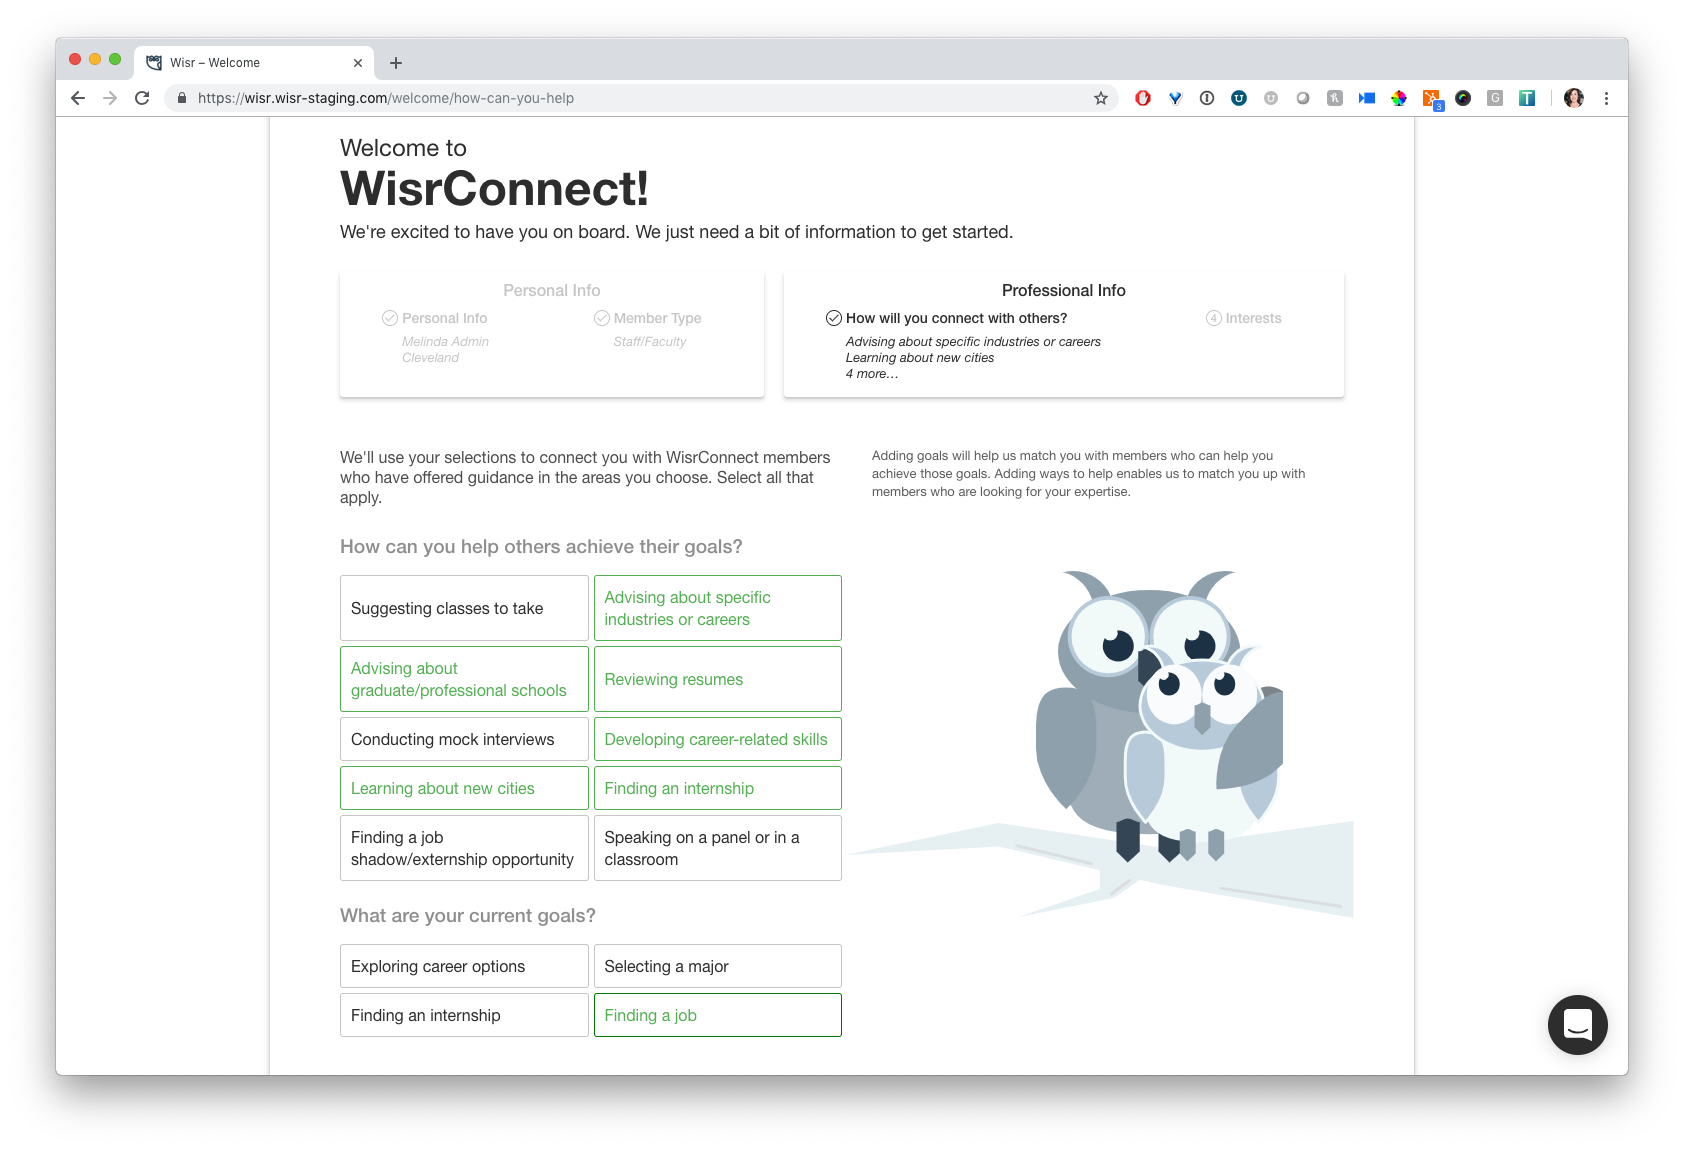 Wisr – Welcome
https://wisr.wisr-staging.com/welcome/how-can-you-help
3
G
T
Welcome to
WisrConnect!
We're excited to have you on board. We just need a bit of information to get started.
Personal Info
Personal Info
Member Type
Melinda Admin
Staff/Faculty
Cleveland
Professional Info
How will you connect with others?
4 Interests
Advising about specific industries or careers
Learning about new cities
4 more…
We'll use your selections to connect you with WisrConnect members
who have offered guidance in the areas you choose. Select all that
apply.
Adding goals will help us match you with members who can help you
achieve those goals. Adding ways to help enables us to match you up with
members who are looking for your expertise.
How can you help others achieve their goals?
Suggesting classes to take
Advising about specific
industries or careers
Advising about
graduate/professional schools
Reviewing resumes
Conducting mock interviews
Developing career-related skills
Learning about new cities
Finding an internship
Finding a job
shadow/externship opportunity
Speaking on a panel or in a
classroom
What are your current goals?
Exploring career options
Selecting a major
Finding an internship
Finding a job